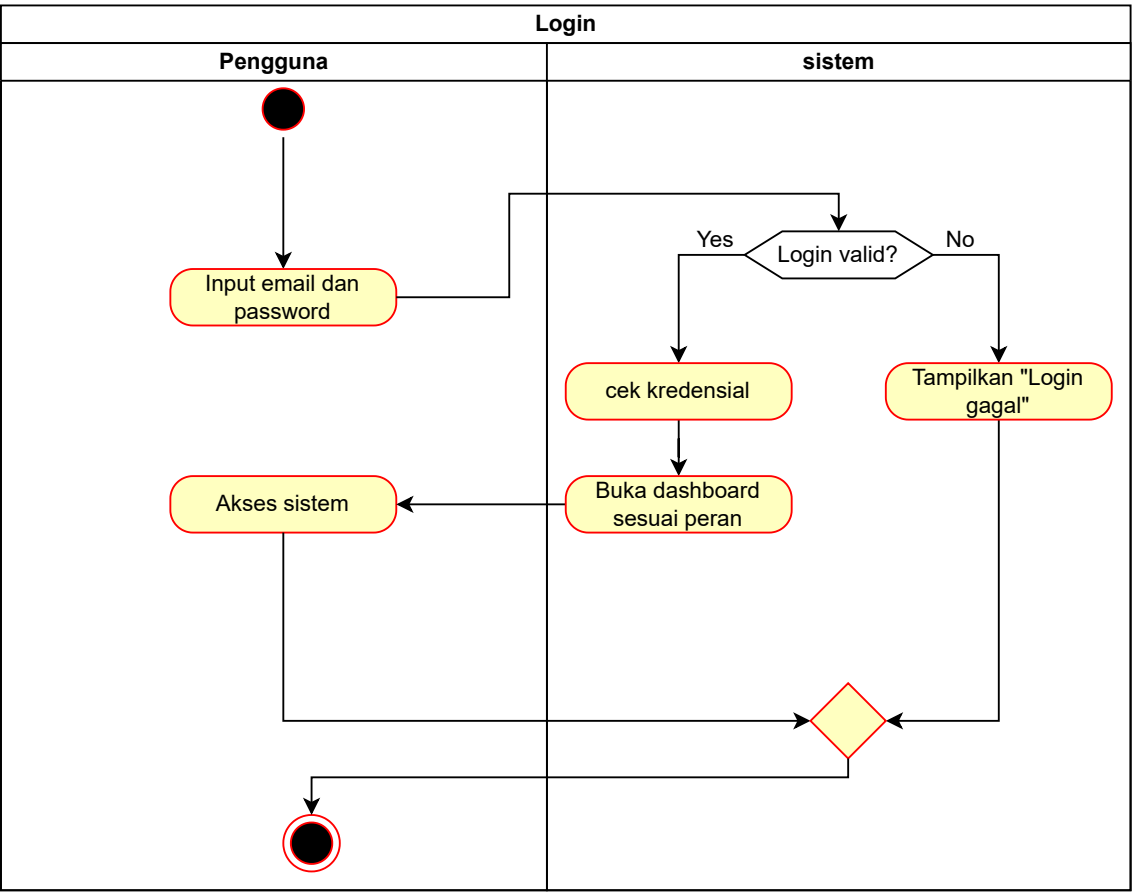 Login
Pengguna
sistem
Yes
Login valid?
No
Input email dan
password
cek kredensial
Tampilkan "Login
gagal"
Akses sistem
Buka dashboard
sesuai peran